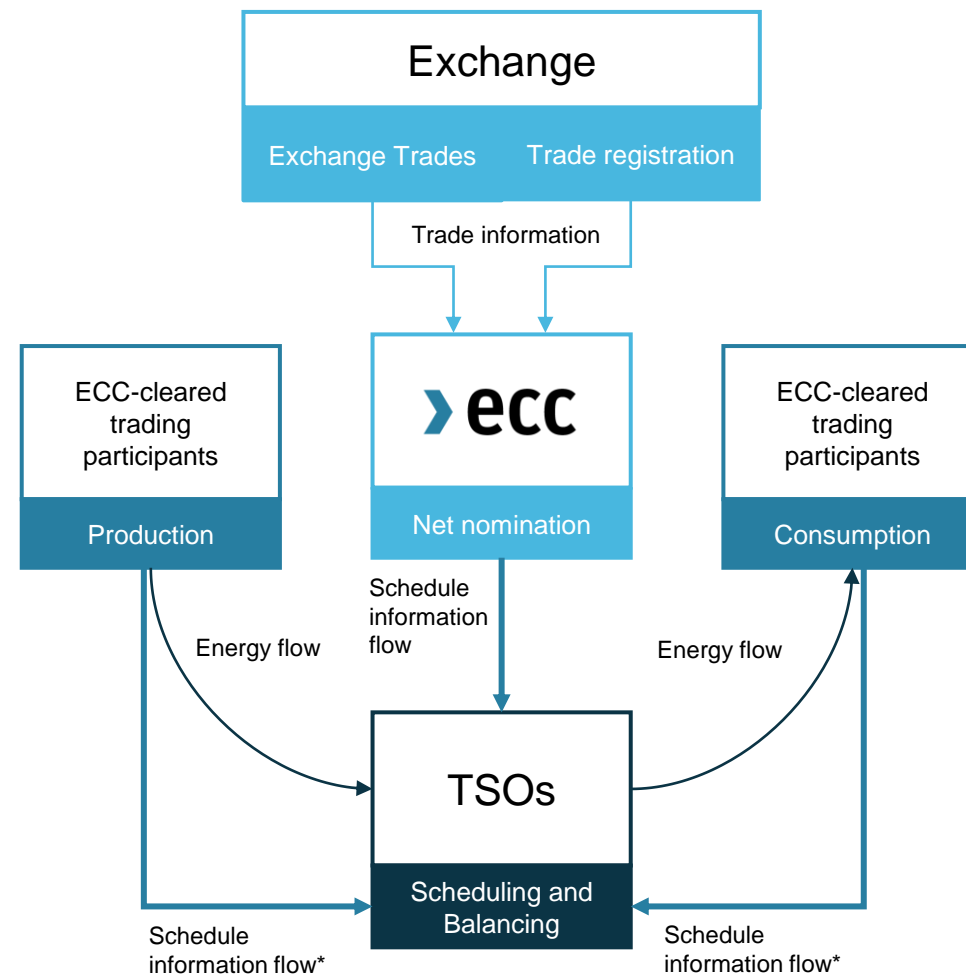 Exchange
Exchange Trades
Trade registration
Trade information
ECC-cleared
trading
participants
Production
ecc
Net nomination
ECC-cleared
trading
participants
Consumption
Schedule
information
flow
Energy flow
Energy flow
TSOs
Scheduling and
Balancing
Schedule
information flow*
Schedule
information flow*